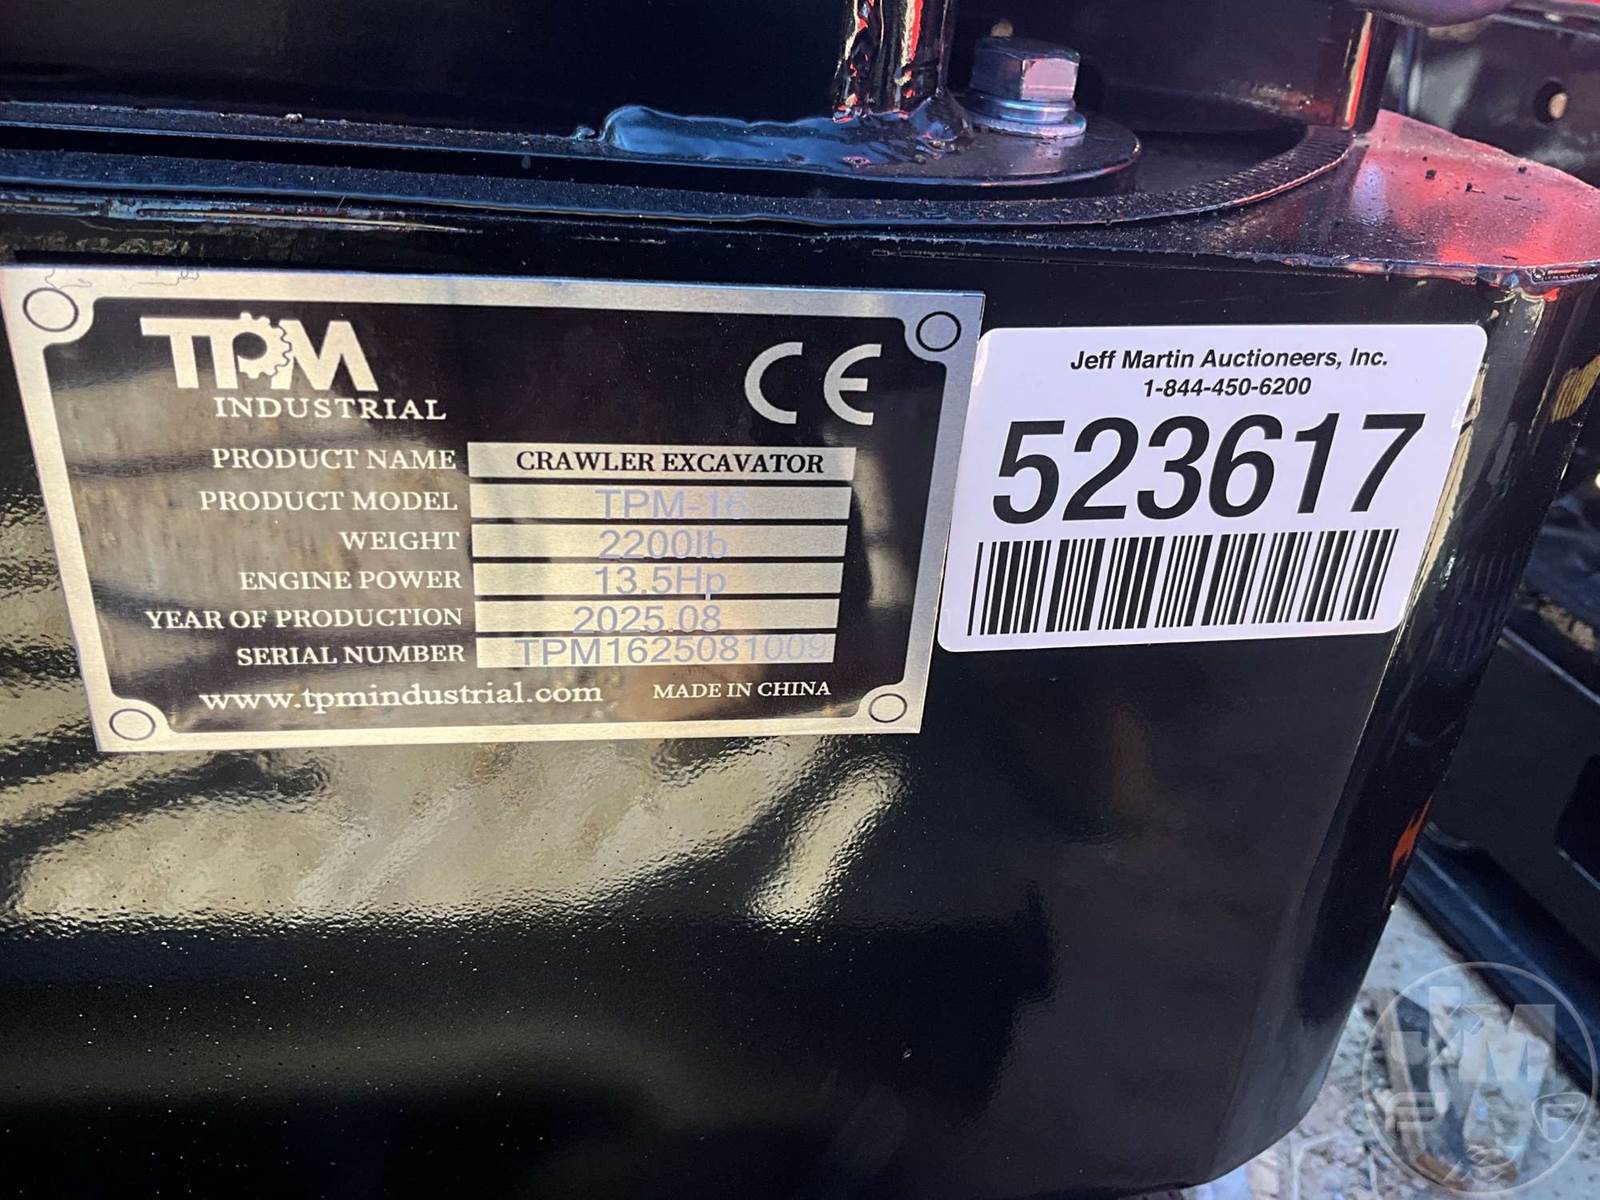 TPM
INDUSTRIAL
CE
PRODUCT NAME CRAWLER EXCAVATOR
PRODUCT MODEL TPM-16
WEIGHT 2200lb
ENGINE POWER 13.5Hp
YEAR OF PRODUCTION 2025.08
SERIAL NUMBER TPM1625081009
www.tpmindustrial.com MADE IN CHINA
Jeff Martin Auctioneers, Inc.
1-844-450-6200
523617
JM